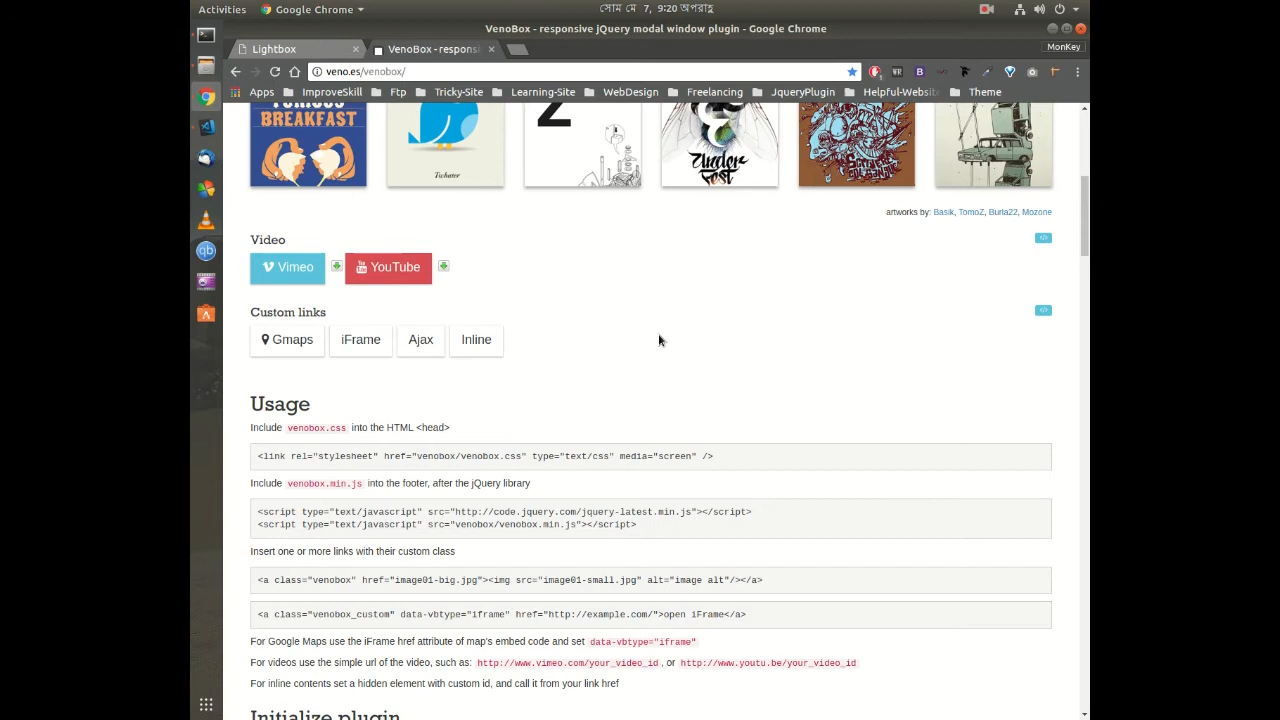 Activities
Google Chrome
সোম মে 7, 9:20 অপরাহ্ণ
VenoBox - responsive jQuery modal window plugin - Google Chrome
Lightbox
VenoBox - respons
MonKey
veno.es/venobox/
Apps
ImproveSkill
Ftp
Tricky-Site
Learning-Site
WebDesign
Freelancing
JqueryPlugin
Helpful-Website
Theme
BREAKFAST
Z
Twhater
Under
Fest
artworks by: Basik, TomoZ, Burla22, Mozone
Video
</>
Vimeo
YouTube
Custom links
</>
Gmaps
iFrame
Ajax
Inline
Usage
Include venobox.css into the HTML <head>
<link rel="stylesheet" href="venobox/venobox.css" type="text/css" media="screen" />
Include venobox.min.js into the footer, after the jQuery library
<script type="text/javascript" src="http://code.jquery.com/jquery-latest.min.js"></script>
<script type="text/javascript" src="venobox/venobox.min.js"></script>
Insert one or more links with their custom class
<a class="venobox" href="image01-big.jpg"><img src="image01-small.jpg" alt="image alt"/></a>
<a class="venobox_custom" data-vbtype="iframe" href="http://example.com/">open iFrame</a>
For Google Maps use the iFrame href attribute of map's embed code and set data-vbtype="iframe"
For videos use the simple url of the video, such as: http://www.vimeo.com/your_video_id, or http://www.youtu.be/your_video_id
For inline contents set a hidden element with custom id, and call it from your link href
Initialize plugin